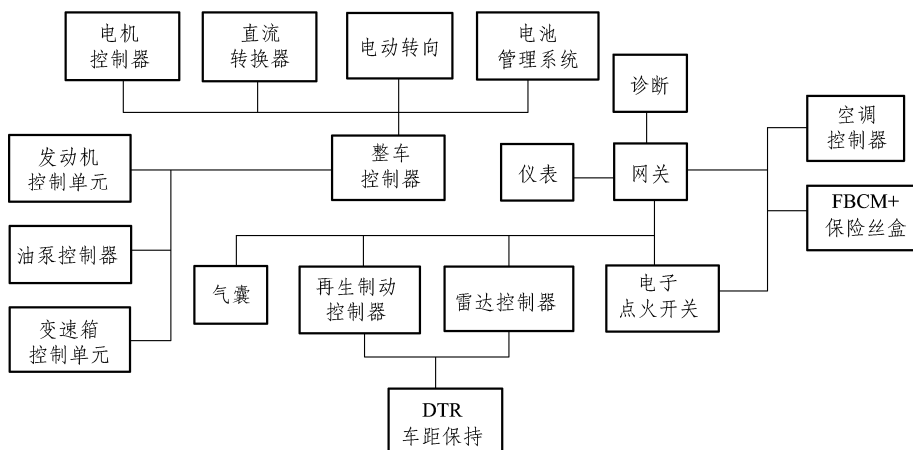 电机
控制器
直流
转换器
电动转向
电池
管理系统
诊断
空调
控制器
发动机
控制单元
整车
控制器
仪表
网关
FBCM+
保险丝盒
油泵控制器
气囊
再生制动
控制器
雷达控制器
电子
点火开关
变速箱
控制单元
DTR
车距保持